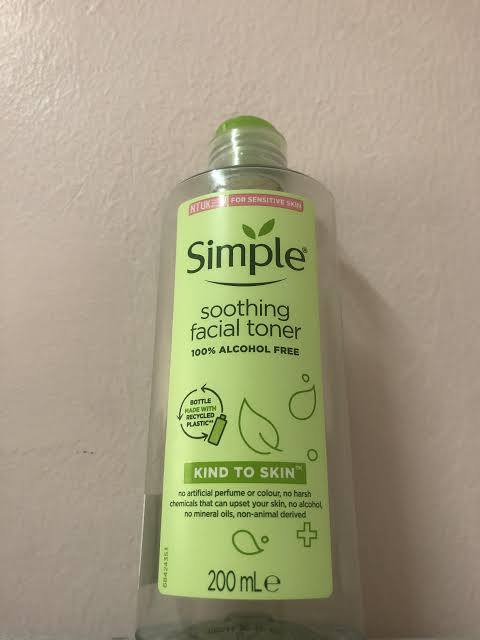 FOR SENSITIVE SKIN
Simple®
soothing
facial toner
100% ALCOHOL FREE
BOTTLE
MADE WITH
RECYCLED
PLASTIC
KIND TO SKIN™
no artificial perfume or colour, no harsh
chemicals that can upset your skin, no alcohol,
no mineral oils, non-animal derived
200 mL℮